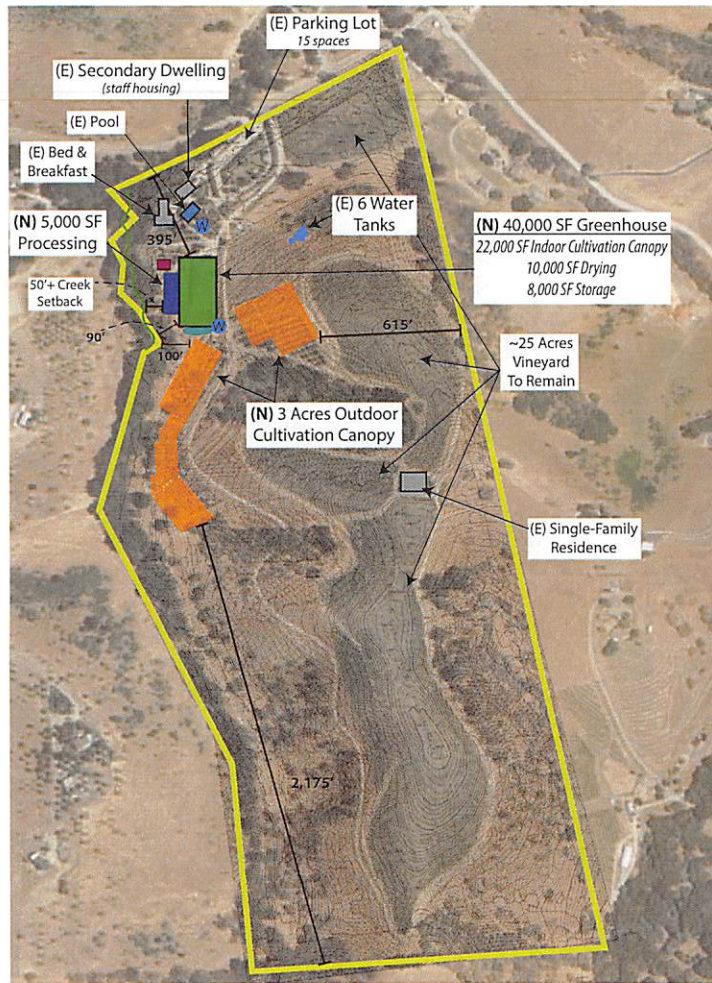 (E) Parking Lot
15 spaces
(E) Secondary Dwelling
(staff housing)
(E) Pool
(E) Bed &
Breakfast
(N) 5,000 SF
Processing
395'
W
(E) 6 Water
Tanks
(N) 40,000 SF Greenhouse
22,000 SF Indoor Cultivation Canopy
10,000 SF Drying
8,000 SF Storage
50'+ Creek
Setback
90'
100'
W
615'
~25 Acres
Vineyard
To Remain
(N) 3 Acres Outdoor
Cultivation Canopy
(E) Single-Family
Residence
2,175'